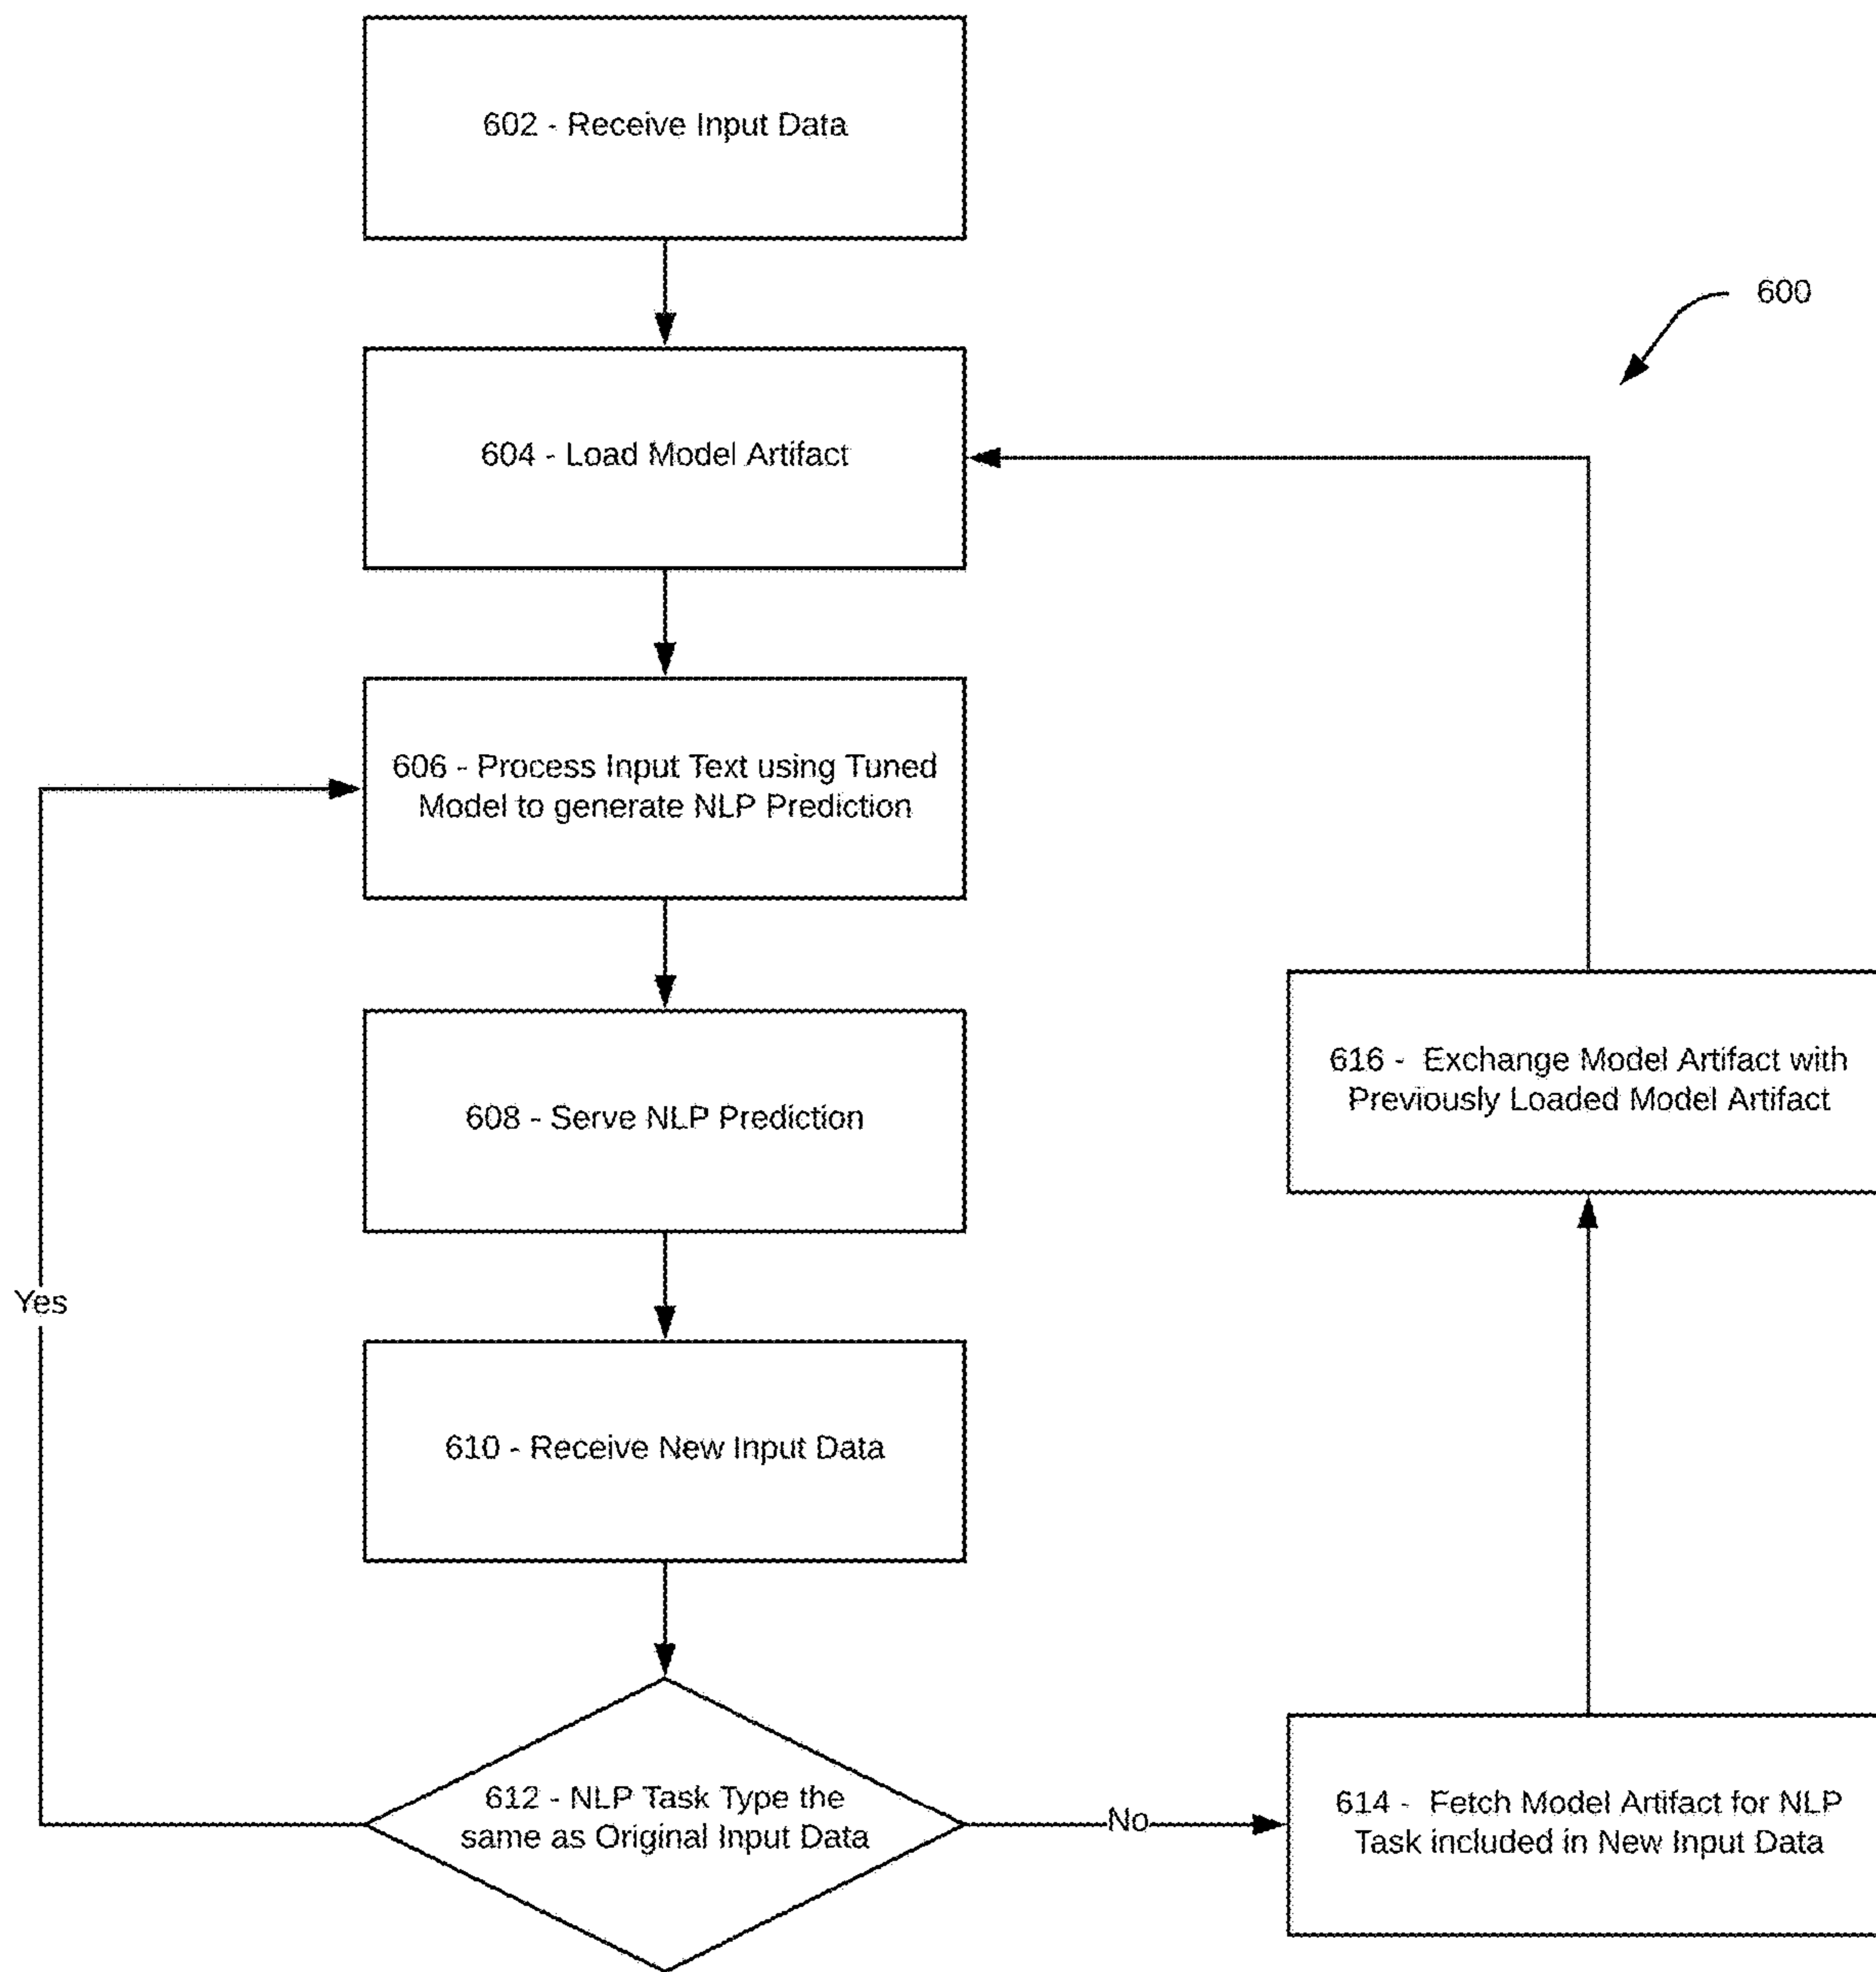 602 - Receive Input Data
600
604 - Load Model Artifact
606 - Process Input Text using Tuned
Model to generate NLP Prediction
608 - Serve NLP Prediction
616 - Exchange Model Artifact with
Previously Loaded Model Artifact
Yes
610 - Receive New Input Data
612 - NLP Task Type the
same as Original Input Data
No
614 - Fetch Model Artifact for NLP
Task included in New Input Data